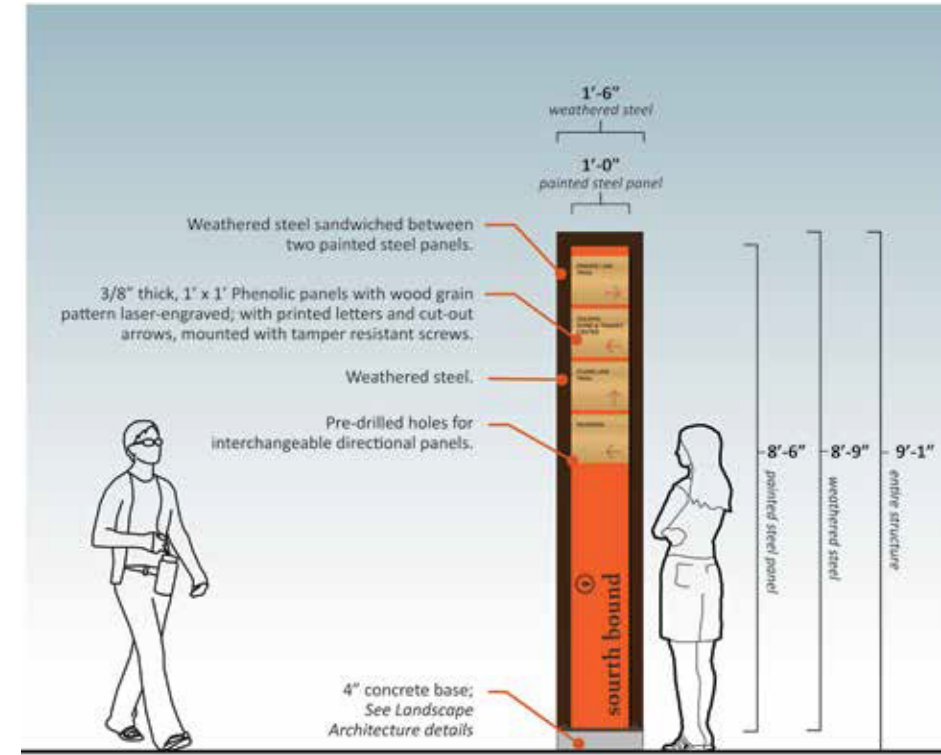 1'-6"
weathered steel
1'-0"
painted steel panel
Weathered steel sandwiched between
two painted steel panels.
3/8" thick, 1' x 1' Phenolic panels with wood grain
pattern laser-engraved; with printed letters and cut-out
arrows, mounted with tamper resistant screws.
Weathered steel.
Pre-drilled holes for
interchangeable directional panels.
4" concrete base;
See Landscape
Architecture details
TRAIL
CENTER
TRAIL
sourth bound
8'-6"
painted steel panel
8'-9"
weathered steel
9'-1"
entire structure